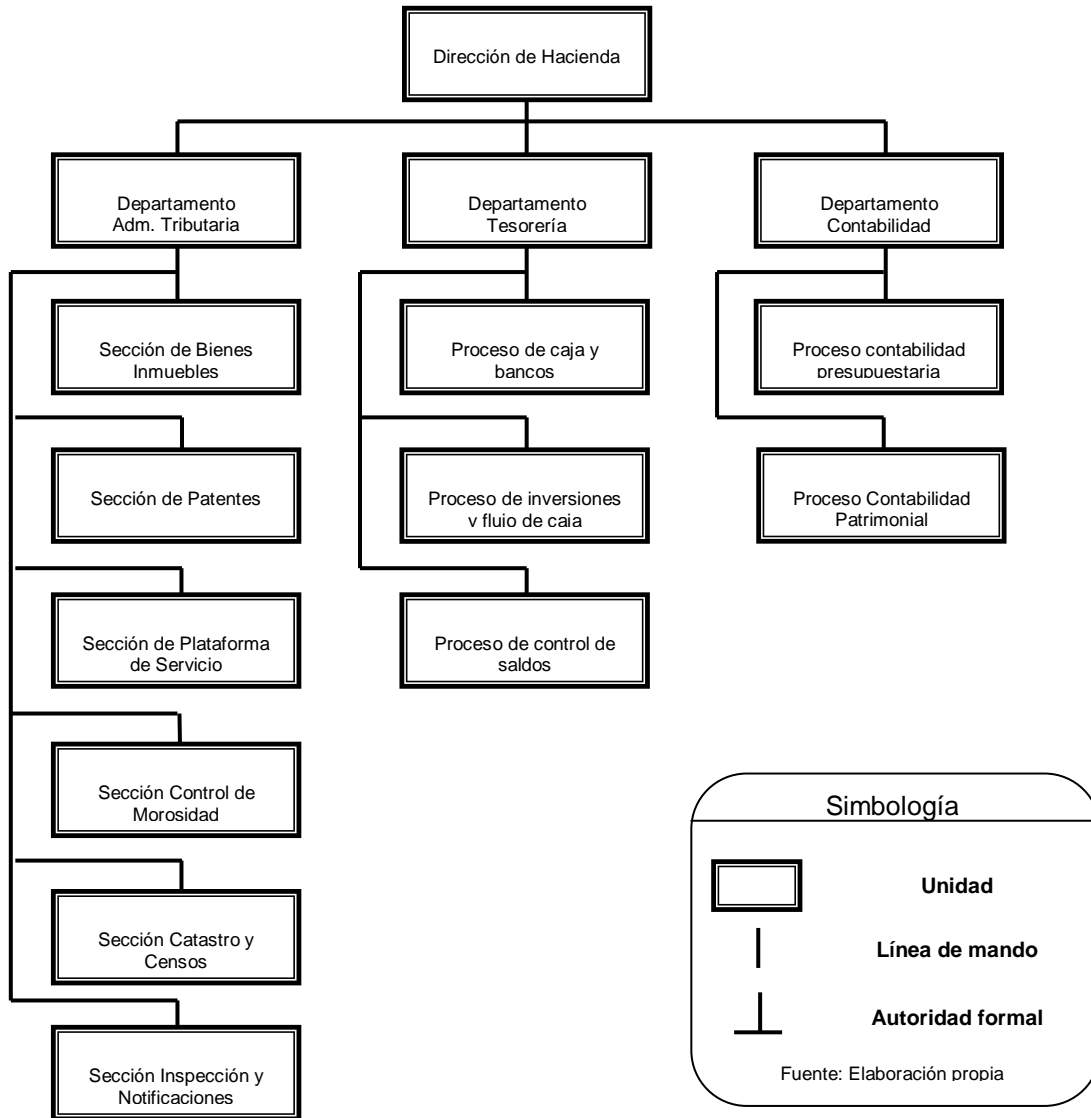 Dirección de Hacienda
Departamento
Adm. Tributaria
Departamento
Tesorería
Departamento
Contabilidad
Sección de Bienes
Inmuebles
Proceso de caja y
bancos
Proceso contabilidad
presupuestaria
Sección de Patentes
Proceso de inversiones
y flujo de caja
Proceso Contabilidad
Patrimonial
Sección de Plataforma
de Servicio
Proceso de control de
saldos
Sección Control de
Morosidad
Sección Catastro y
Censos
Sección Inspección y
Notificaciones
Simbología
Unidad
Línea de mando
Autoridad formal
Fuente: Elaboración propia